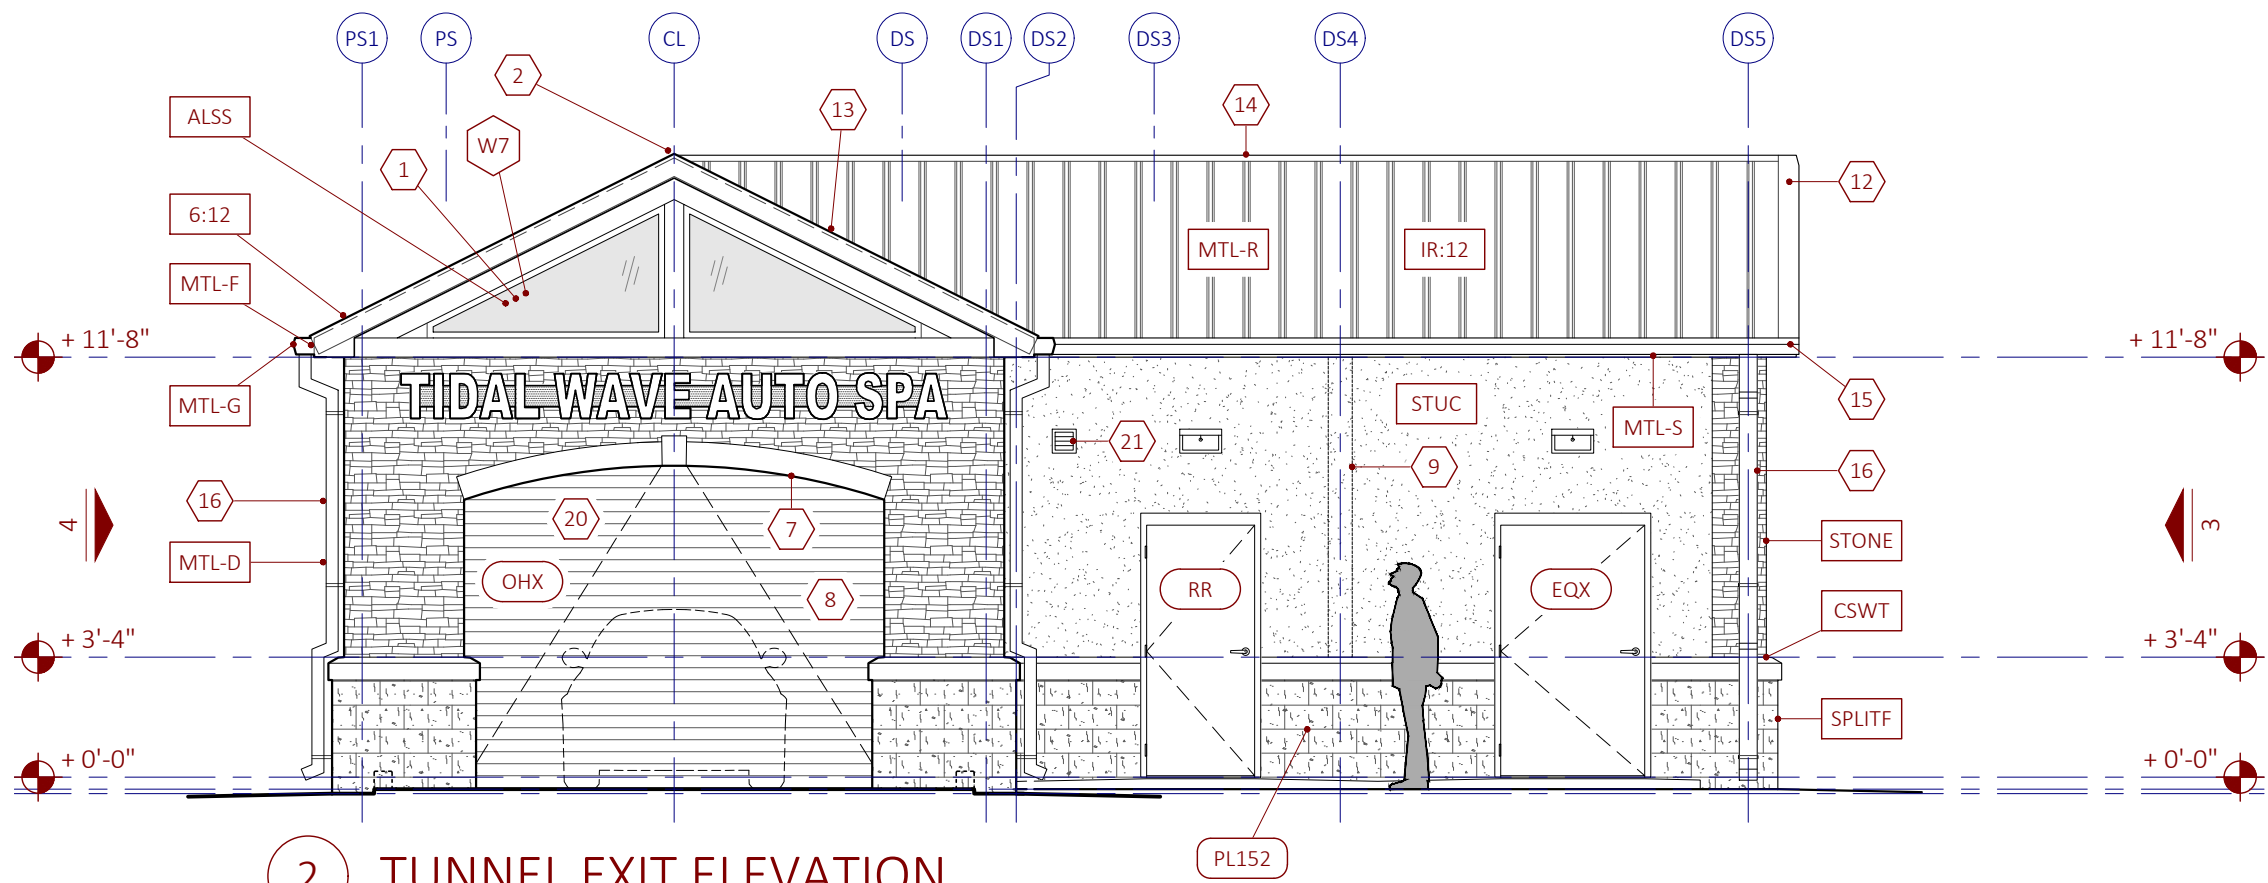 PS1 PS CL DS DS1 DS2 DS3 DS4 DS5
2
ALSS
13
14
W7
1
12
6:12
MTL-R
IR:12
MTL-F
+ 11'-8"
+ 11'-8"
MTL-G
TIDAL WAVE AUTO SPA
STUC
MTL-S
15
21
9
16
16
20
7
4
3
STONE
MTL-D
OHX
RR
EQX
8
CSWT
+ 3'-4"
+ 3'-4"
SPLITF
+ 0'-0"
+ 0'-0"
PL152
2 TUNNEL EXIT ELEVATION